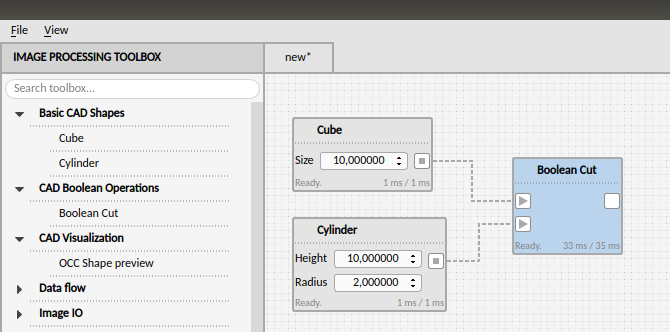 File View
IMAGE PROCESSING TOOLBOX
new*
Search toolbox...
Basic CAD Shapes
Cube
Cylinder
CAD Boolean Operations
Boolean Cut
CAD Visualization
OCC Shape preview
Data flow
Image IO
Cube
Size 10,000000
Ready. 1 ms / 1 ms
Cylinder
Height 10,000000
Radius 2,000000
Ready. 1 ms / 1 ms
Boolean Cut
Ready. 33 ms / 35 ms